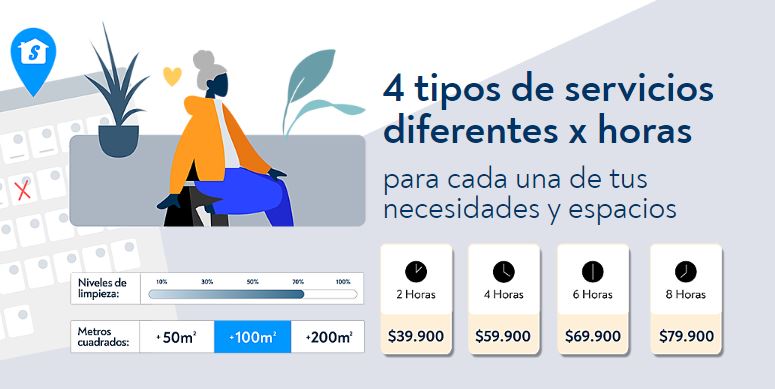 S
4 tipos de servicios
diferentes x horas
para cada una de tus
necesidades y espacios
Niveles de
limpieza:
10% 30% 50% 70% 100%
Metros
cuadrados:
+50m² +100m² +200m²
2 Horas 4 Horas 6 Horas 8 Horas
$39.900 $59.900 $69.900 $79.900